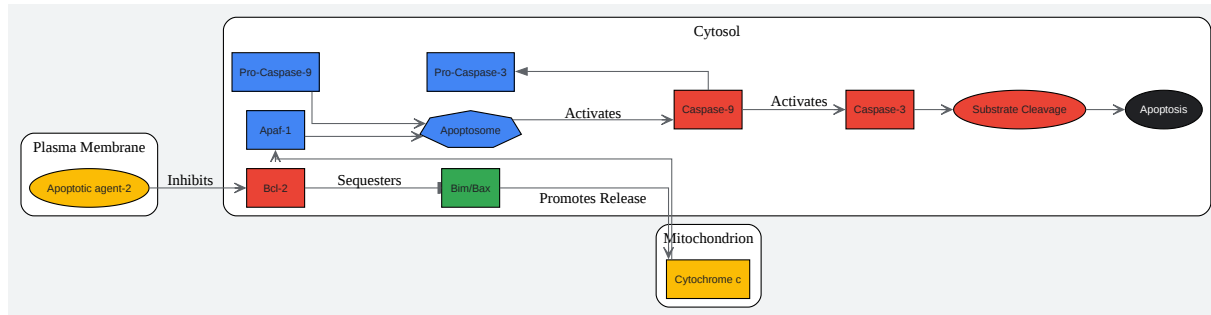 Cytosol
Pro-Caspase-9
Pro-Caspase-3
Apaf-1
Apoptosome
Activates
Caspase-9
Activates
Caspase-3
Substrate Cleavage
Apoptosis
Plasma Membrane
Apoptotic agent-2
Inhibits
Bcl-2
Sequesters
Bim/Bax
Promotes Release
Mitochondrion
Cytochrome c